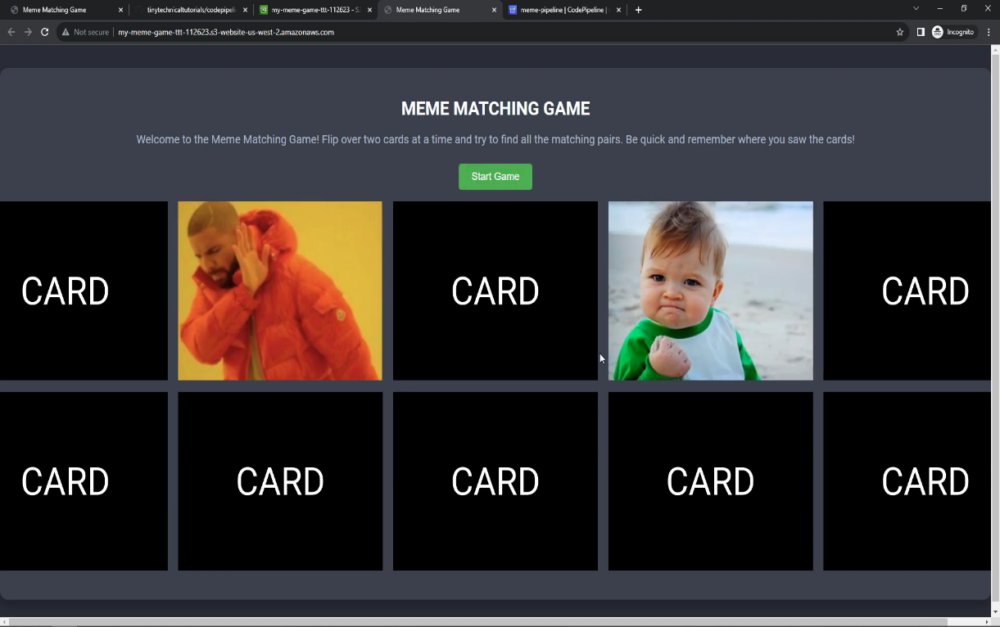 Meme Matching Game
tinytechnicaltutorials/codepipeli
my-meme-game-ttt-112623 - S
Meme Matching Game
meme-pipeline | CodePipeline |
Not secure
my-meme-game-ttt-112623.s3-website-us-west-2.amazonaws.com
Incognito
MEME MATCHING GAME
Welcome to the Meme Matching Game! Flip over two cards at a time and try to find all the matching pairs. Be quick and remember where you saw the cards!
Start Game
CARD
CARD
CARD
CARD
CARD
CARD
CARD
CARD